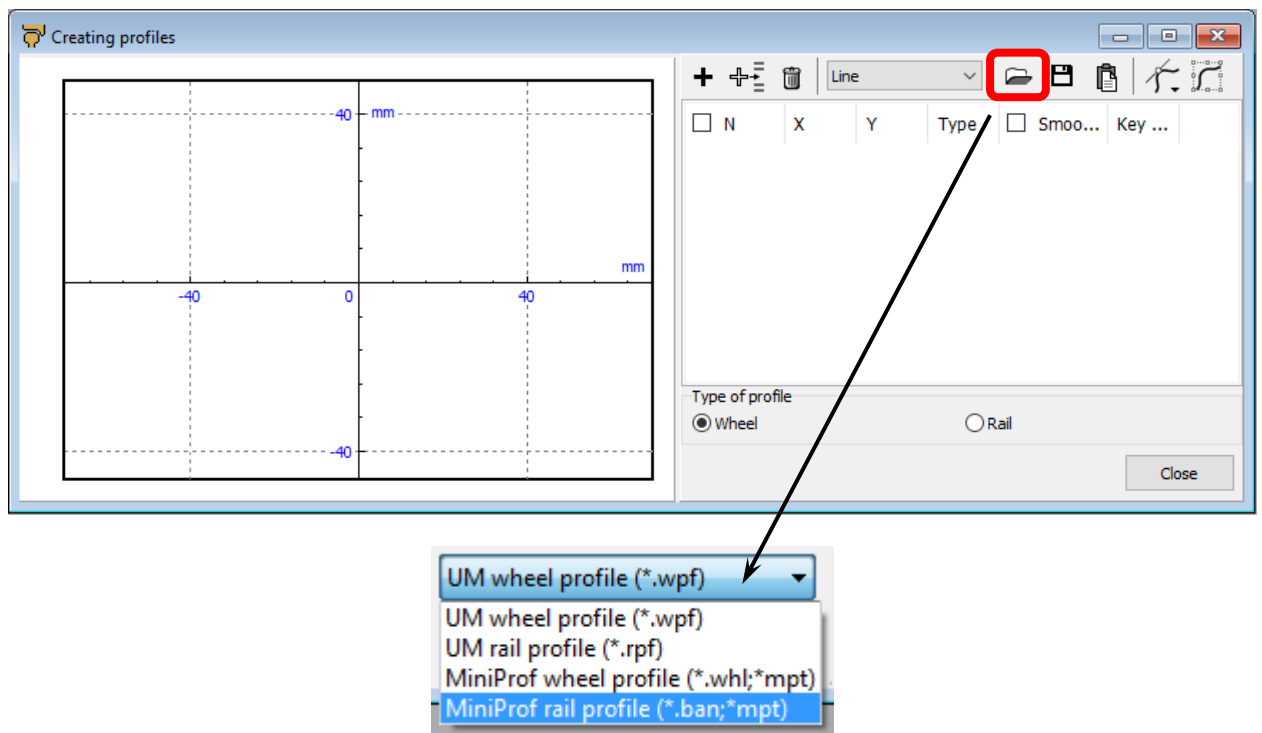 Creating profiles
Line
N X Y Type Smoo... Key ...
40 mm
mm
-40 0 40
-40
Type of profile
Wheel Rail
Close
UM wheel profile (*.wpf)
UM wheel profile (*.wpf)
UM rail profile (*.rpf)
MiniProf wheel profile (*.whl;*mpt)
MiniProf rail profile (*.ban;*mpt)